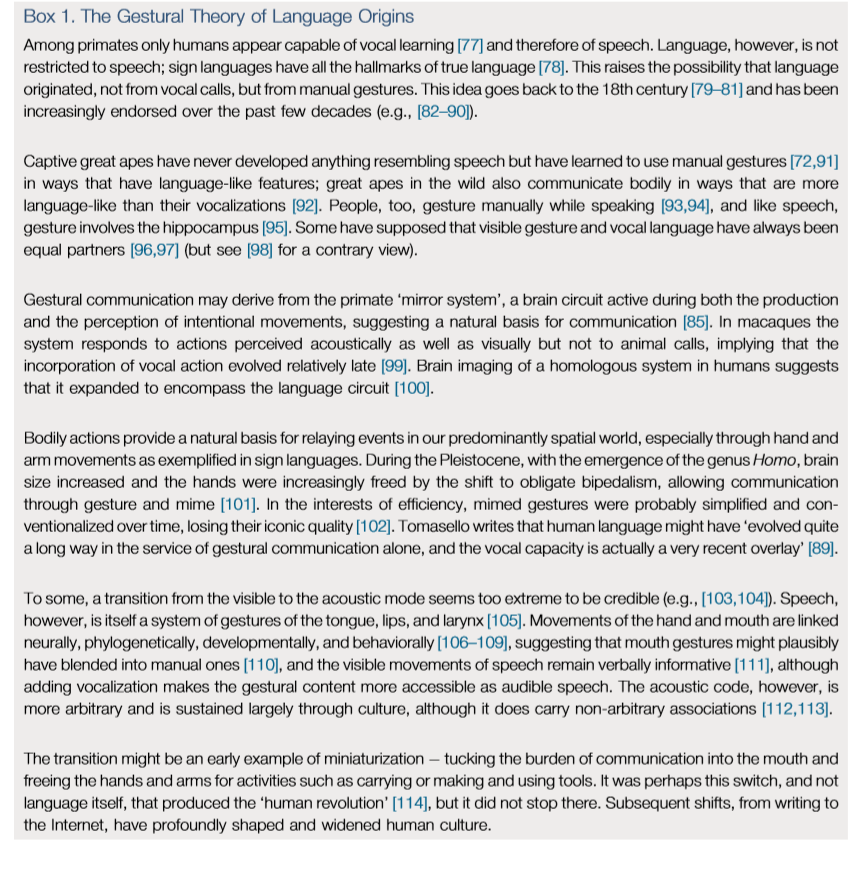 Box 1. The Gestural Theory of Language Origins
Among primates only humans appear capable of vocal learning [77] and therefore of speech. Language, however, is not
restricted to speech; sign languages have all the hallmarks of true language [78]. This raises the possibility that language
originated, not from vocal calls, but from manual gestures. This idea goes back to the 18th century [79–81] and has been
increasingly endorsed over the past few decades (e.g., [82–90]).
Captive great apes have never developed anything resembling speech but have learned to use manual gestures [72,91]
in ways that have language-like features; great apes in the wild also communicate bodily in ways that are more
language-like than their vocalizations [92]. People, too, gesture manually while speaking [93,94], and like speech,
gesture involves the hippocampus [95]. Some have supposed that visible gesture and vocal language have always been
equal partners [96,97] (but see [98] for a contrary view).
Gestural communication may derive from the primate ‘mirror system’, a brain circuit active during both the production
and the perception of intentional movements, suggesting a natural basis for communication [85]. In macaques the
system responds to actions perceived acoustically as well as visually but not to animal calls, implying that the
incorporation of vocal action evolved relatively late [99]. Brain imaging of a homologous system in humans suggests
that it expanded to encompass the language circuit [100].
Bodily actions provide a natural basis for relaying events in our predominantly spatial world, especially through hand and
arm movements as exemplified in sign languages. During the Pleistocene, with the emergence of the genus Homo, brain
size increased and the hands were increasingly freed by the shift to obligate bipedalism, allowing communication
through gesture and mime [101]. In the interests of efficiency, mimed gestures were probably simplified and con-
ventionalized over time, losing their iconic quality [102]. Tomasello writes that human language might have ‘evolved quite
a long way in the service of gestural communication alone, and the vocal capacity is actually a very recent overlay’ [89].
To some, a transition from the visible to the acoustic mode seems too extreme to be credible (e.g., [103,104]). Speech,
however, is itself a system of gestures of the tongue, lips, and larynx [105]. Movements of the hand and mouth are linked
neurally, phylogenetically, developmentally, and behaviorally [106–109], suggesting that mouth gestures might plausibly
have blended into manual ones [110], and the visible movements of speech remain verbally informative [111], although
adding vocalization makes the gestural content more accessible as audible speech. The acoustic code, however, is
more arbitrary and is sustained largely through culture, although it does carry non-arbitrary associations [112,113].
The transition might be an early example of miniaturization – tucking the burden of communication into the mouth and
freeing the hands and arms for activities such as carrying or making and using tools. It was perhaps this switch, and not
language itself, that produced the ‘human revolution’ [114], but it did not stop there. Subsequent shifts, from writing to
the Internet, have profoundly shaped and widened human culture.